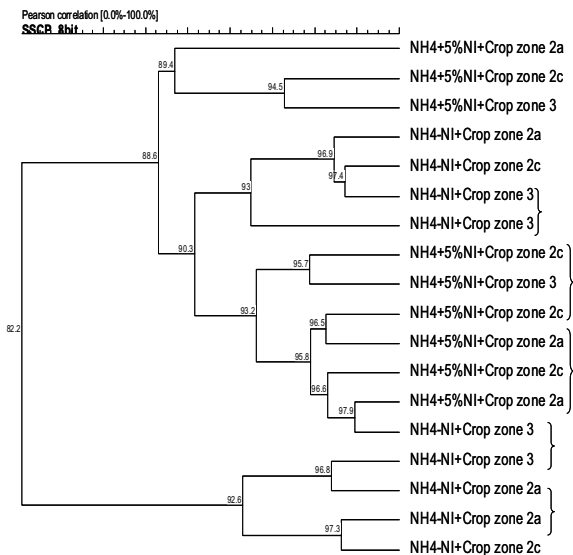 Pearson correlation [0.0%-100.0%]
SSCP_8bit
NH4+5%NI+Crop zone 2a
89.4
NH4+5%NI+Crop zone 2c
94.5
NH4+5%NI+Crop zone 3
NH4-NI+Crop zone 2a
88.6
96.9
NH4-NI+Crop zone 2c
97.4
93
NH4-NI+Crop zone 3
NH4-NI+Crop zone 3
90.3
NH4+5%NI+Crop zone 2c
95.7
NH4+5%NI+Crop zone 3
93.2
NH4+5%NI+Crop zone 2c
96.5
82.2
NH4+5%NI+Crop zone 2a
95.8
NH4+5%NI+Crop zone 2c
96.6
NH4+5%NI+Crop zone 2a
97.9
NH4-NI+Crop zone 3
NH4-NI+Crop zone 3
96.8
NH4-NI+Crop zone 2a
92.6
NH4-NI+Crop zone 2a
97.3
NH4-NI+Crop zone 2c